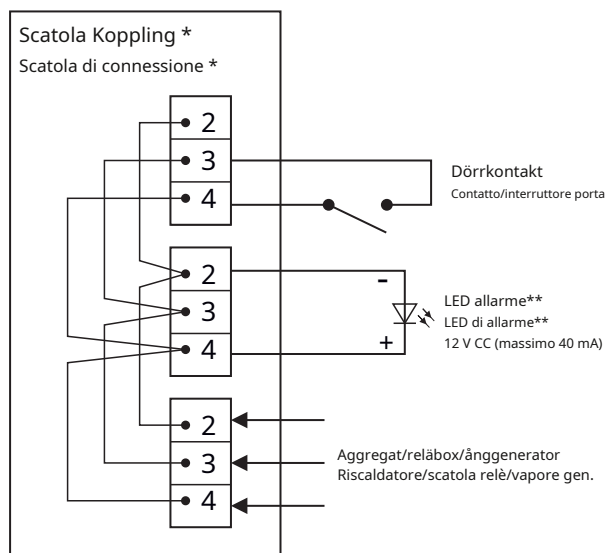 Scatola Koppling *
Scatola di connessione *
2
3
4
Dörrkontakt
Contatto/interruttore porta
2
3
4
-
+
LED allarme**
LED di allarme**
12 V CC (massimo 40 mA)
2
3
4
Aggregat/reläbox/ånggenerator
Riscaldatore/scatola relè/vapore gen.